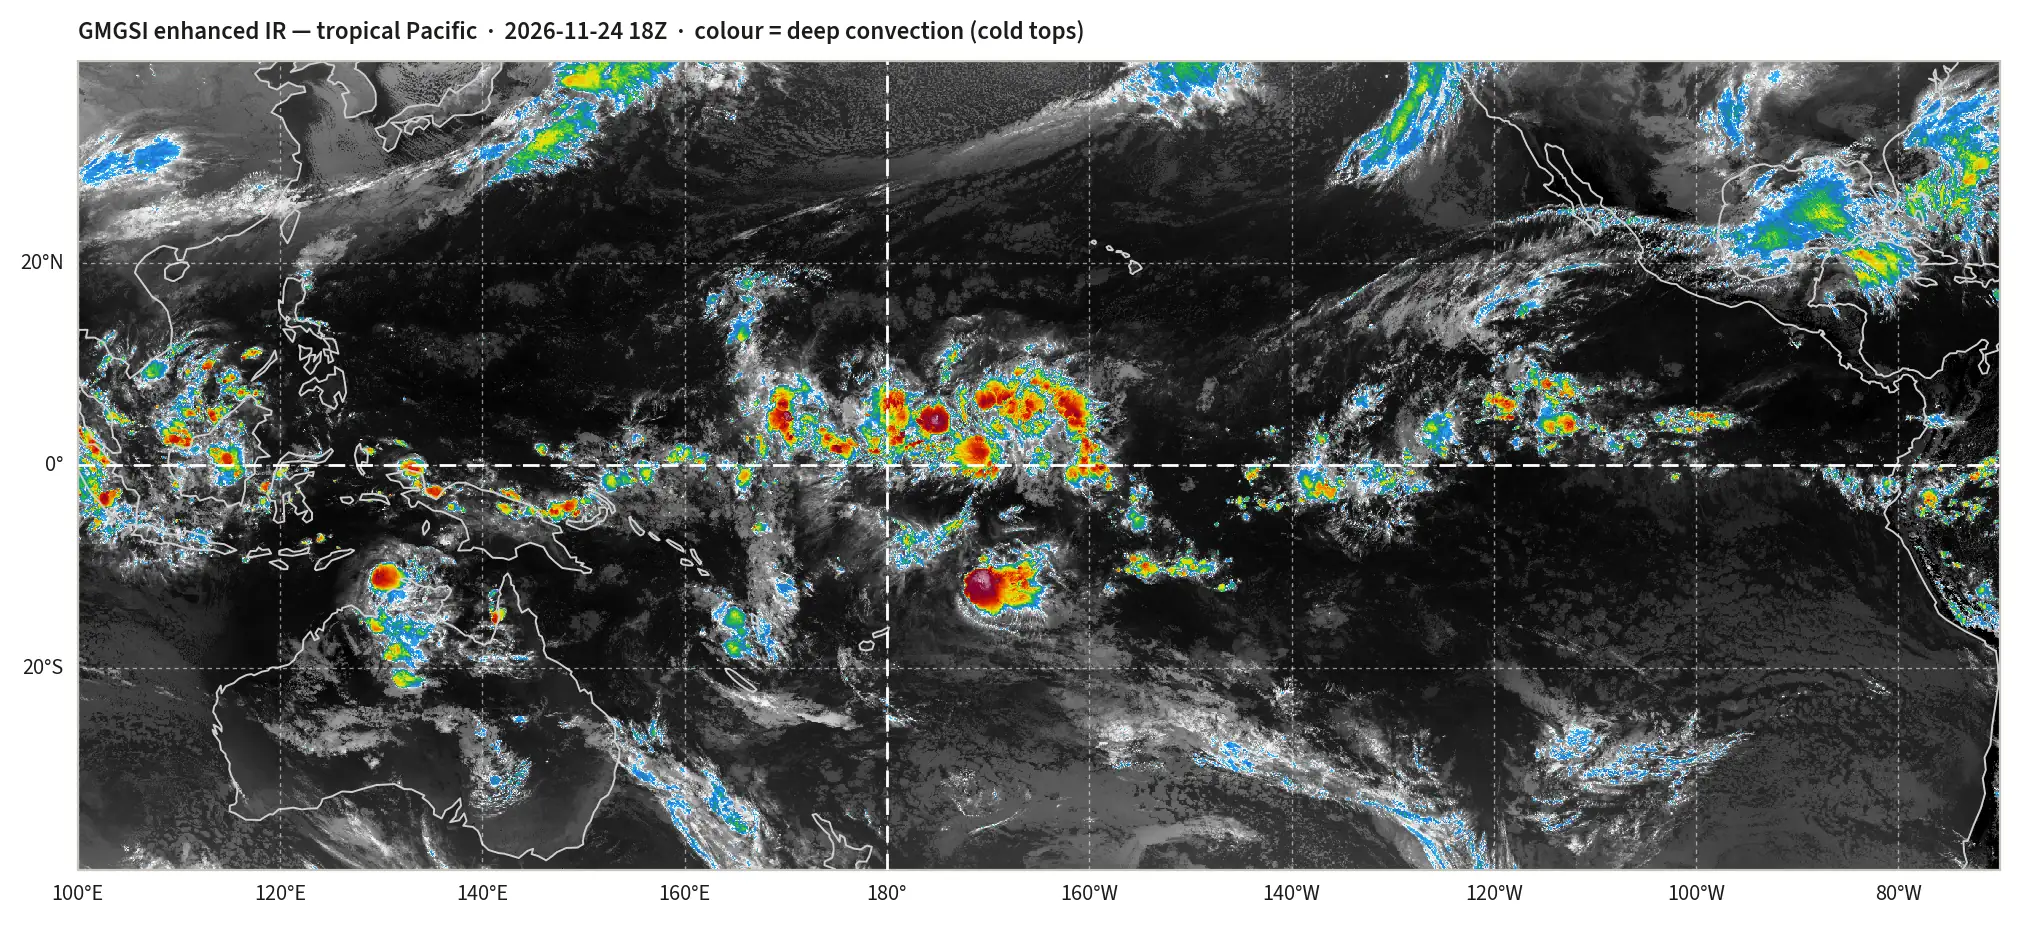 GMGSI enhanced IR — tropical Pacific · 2026-11-24 18Z · colour = deep convection (cold tops)
20°N
0°
20°S
100°E 120°E 140°E 160°E 180° 160°W 140°W 120°W 100°W 80°W